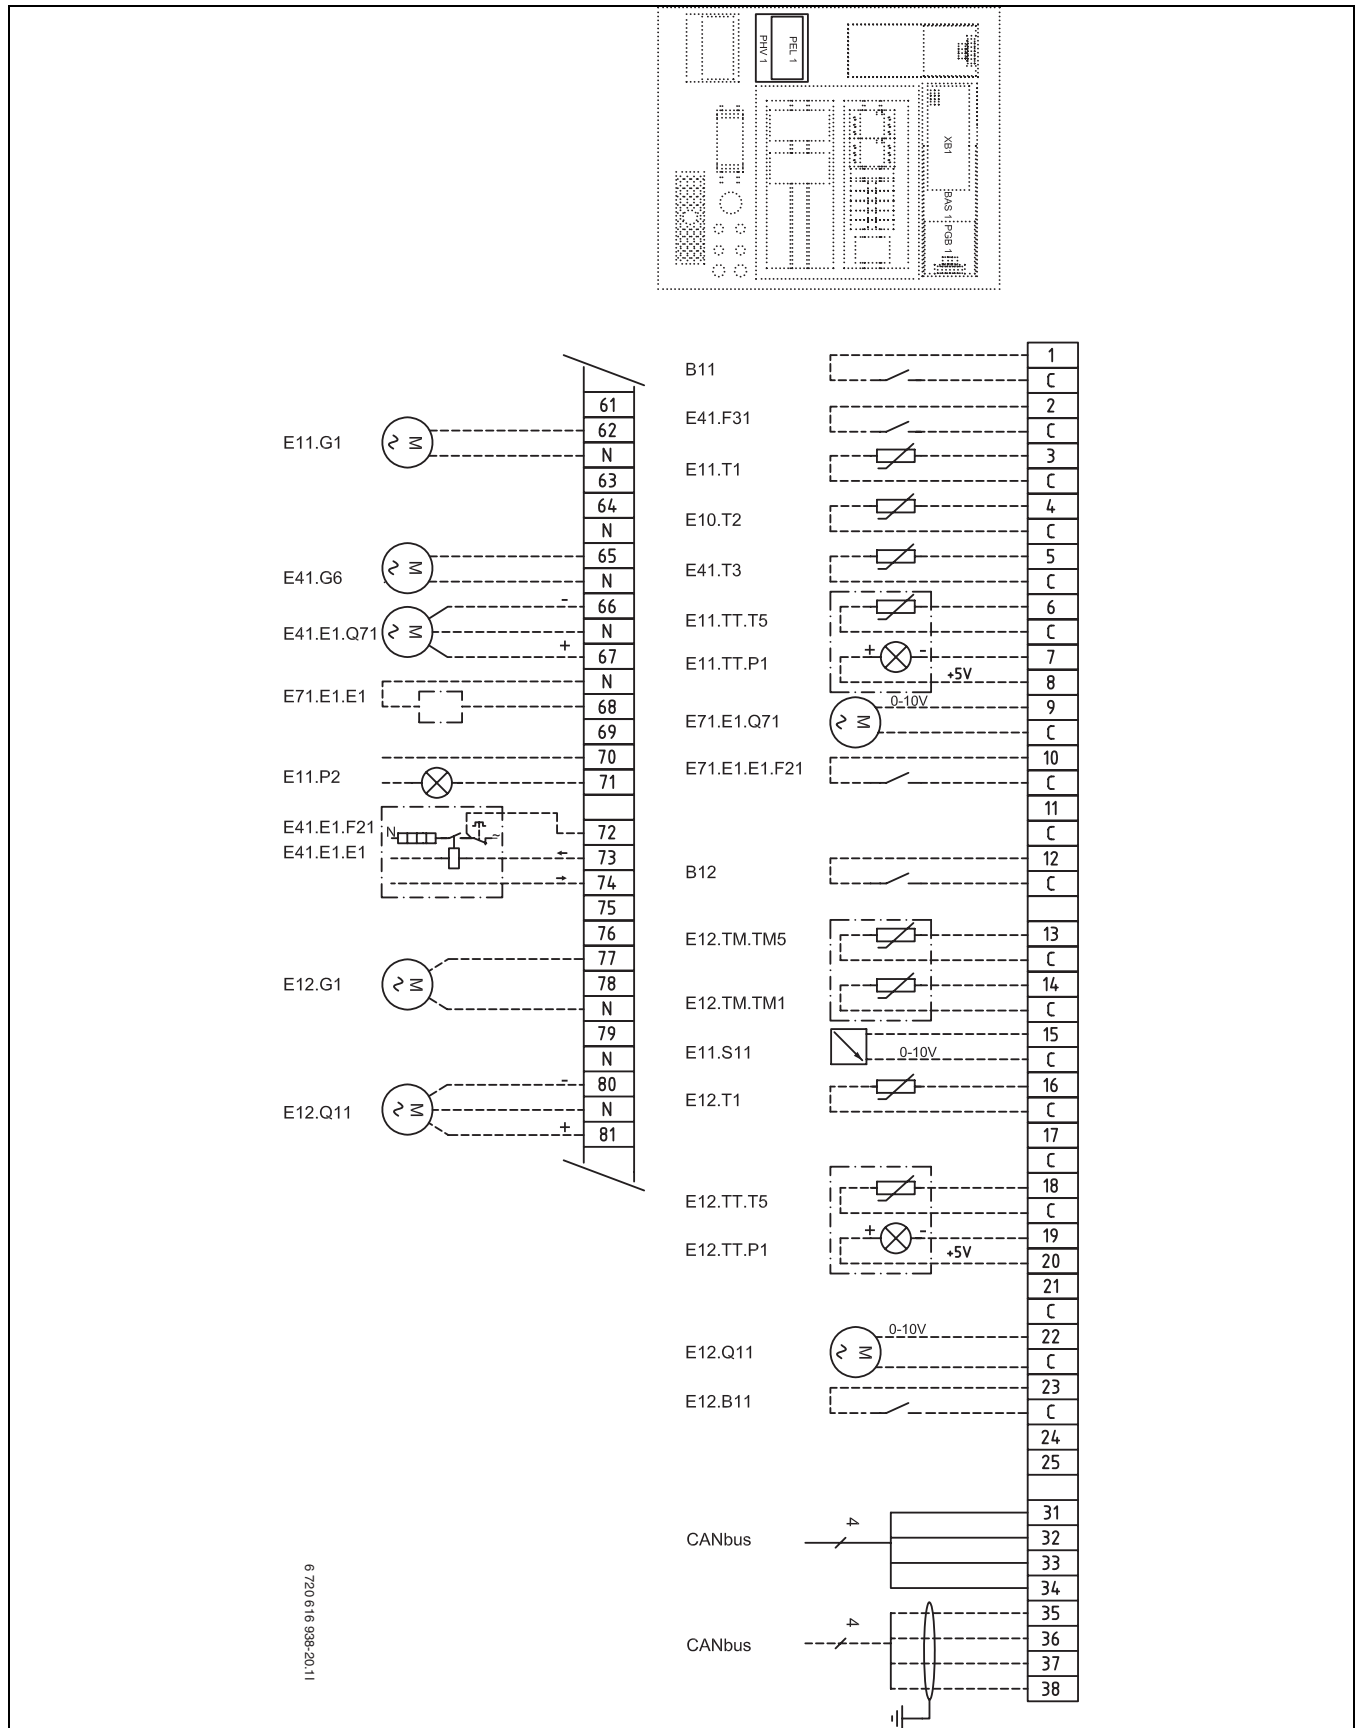 PEL 1
PHV 1
XB1
BAS 1
PGB 1
61
E11.G1
M
62
N
63
64
N
65
E41.G6
M
N
-
66
E41.E1.Q71
M
N
+
67
N
E71.E1.E1
68
69
70
E11.P2
71
E41.E1.F21
N
~
72
E41.E1.E1
73
74
75
76
77
E12.G1
M
78
N
79
N
-
80
E12.Q11
M
N
+
81
B11
1
C
E41.F31
2
C
E11.T1
3
C
E10.T2
4
C
E41.T3
5
C
E11.TT.T5
6
C
E11.TT.P1
+
-
7
+5V
8
0-10V
9
E71.E1.Q71
M
C
E71.E1.E1.F21
10
C
11
C
B12
12
C
E12.TM.TM5
13
C
E12.TM.TM1
14
C
E11.S11
15
0-10V
C
E12.T1
16
C
17
C
E12.TT.T5
18
C
E12.TT.P1
+
-
19
+5V
20
21
C
0-10V
22
E12.Q11
M
C
E12.B11
23
C
24
25
CANbus
4
31
32
33
34
CANbus
4
35
36
37
38
6 720 616 938-20.1I